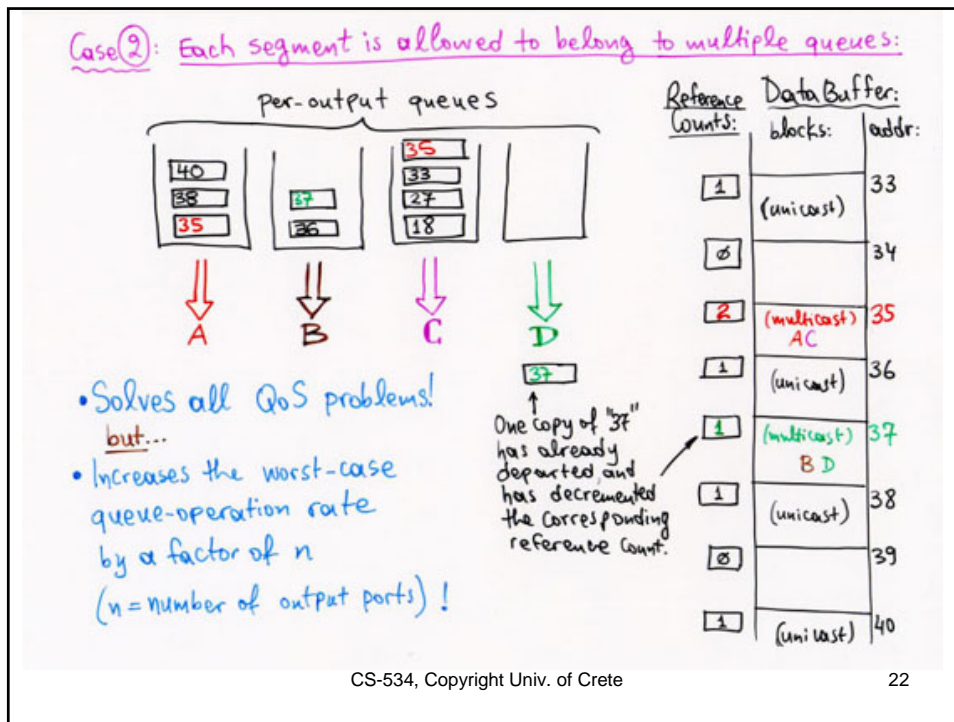 Case ②: Each segment is allowed to belong to multiple queues:
per-output queues
40
38
35
37
36
35
33
27
18
A
B
C
D
37
One copy of "37"
has already
departed, and
has decremented
the corresponding
reference count.
• Solves all QoS problems!
but...
• Increases the worst-case
queue-operation rate
by a factor of n
(n = number of output ports) !
Reference
Counts:
Data Buffer:
blocks:
addr:
1
(unicast)
33
ø
34
2
(multicast)
AC
35
1
(unicast)
36
1
(multicast)
B D
37
1
(unicast)
38
ø
39
1
(unicast)
40
CS-534, Copyright Univ. of Crete
22